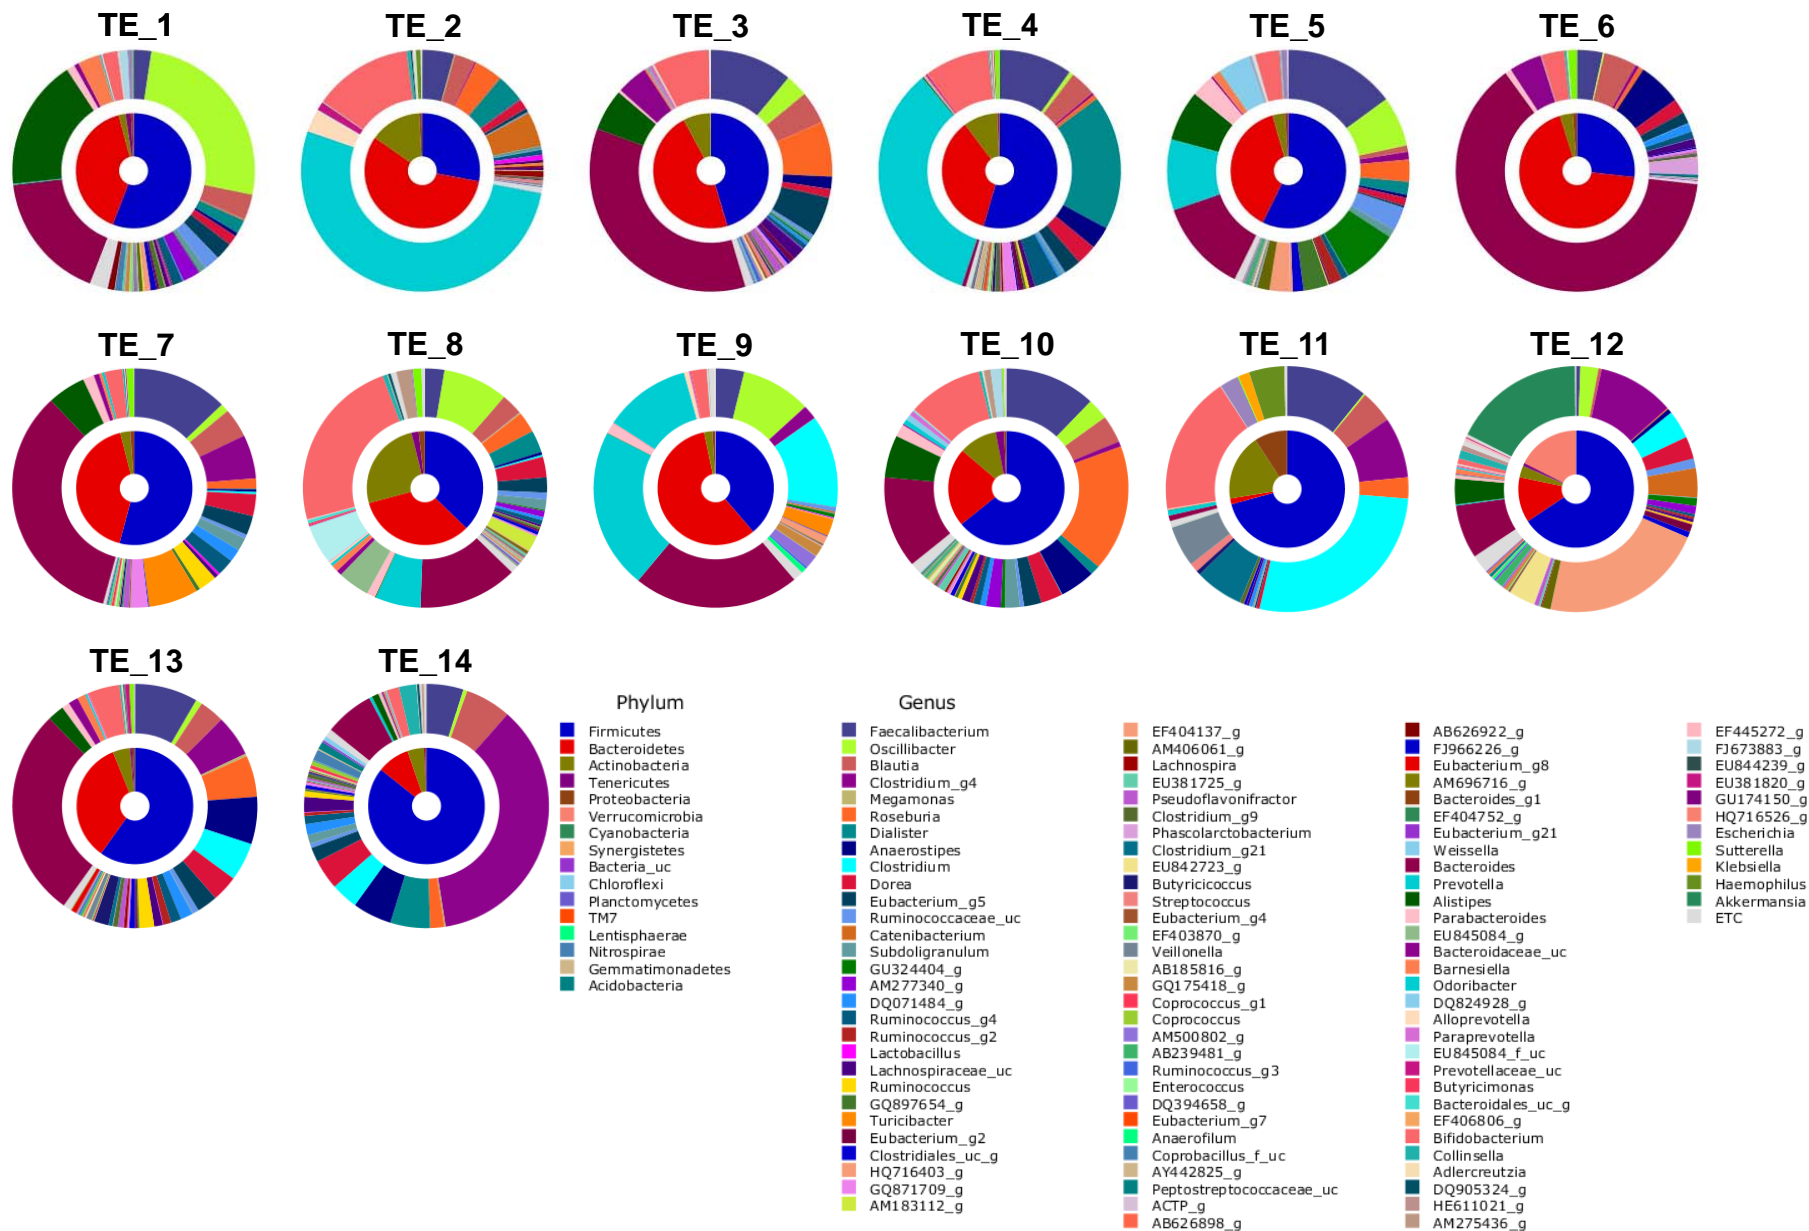 TE_1
TE_2
TE_3
TE_4
TE_5
TE_6
TE_7
TE_8
TE_9
TE_10
TE_11
TE_12
TE_13
TE_14
Phylum
Firmicutes
Bacteroidetes
Actinobacteria
Tenericutes
Proteobacteria
Verrucomicrobia
Cyanobacteria
Synergistetes
Bacteria_uc
Chloroflexi
Planctomycetes
TM7
Lentisphaerae
Nitrospirae
Gemmatimonadetes
Acidobacteria
Genus
Faecalibacterium
Oscillibacter
Blautia
Clostridium_g4
Megamonas
Roseburia
Dialister
Anaerostipes
Clostridium
Dorea
Eubacterium_g5
Ruminococcaceae_uc
Catenibacterium
Subdoligranulum
GU324404_g
AM277340_g
DQ071484_g
Ruminococcus_g4
Ruminococcus_g2
Lactobacillus
Lachnospiraceae_uc
Ruminococcus
GQ897654_g
Turicibacter
Eubacterium_g2
Clostridiales_uc_g
HQ716403_g
GQ871709_g
AM183112_g
EF404137_g
AM406061_g
Lachnospira
EU381725_g
Pseudoflavonifractor
Clostridium_g9
Phascolarctobacterium
Clostridium_g21
EU842723_g
Butyricicoccus
Streptococcus
Eubacterium_g4
EF403870_g
Veillonella
AB185816_g
GQ175418_g
Coprococcus_g1
Coprococcus
AM500802_g
AB239481_g
Ruminococcus_g3
Enterococcus
DQ394658_g
Eubacterium_g7
Anaerofilum
Coprobacillus_f_uc
AY442825_g
Peptostreptococcaceae_uc
ACTP_g
AB626898_g
AB626922_g
FJ966226_g
Eubacterium_g8
AM696716_g
Bacteroides_g1
EF404752_g
Eubacterium_g21
Weissella
Bacteroides
Prevotella
Alistipes
Parabacteroides
EU845084_g
Bacteroidaceae_uc
Barnesiella
Odoribacter
DQ824928_g
Alloprevotella
Paraprevotella
EU845084_f_uc
Prevotellaceae_uc
Butyricimonas
Bacteroidales_uc_g
EF406806_g
Bifidobacterium
Collinsella
Adlercreutzia
DQ905324_g
HE611021_g
AM275436_g
EF445272_g
FJ673883_g
EU844239_g
EU381820_g
GU174150_g
HQ716526_g
Escherichia
Sutterella
Klebsiella
Haemophilus
Akkermansia
ETC